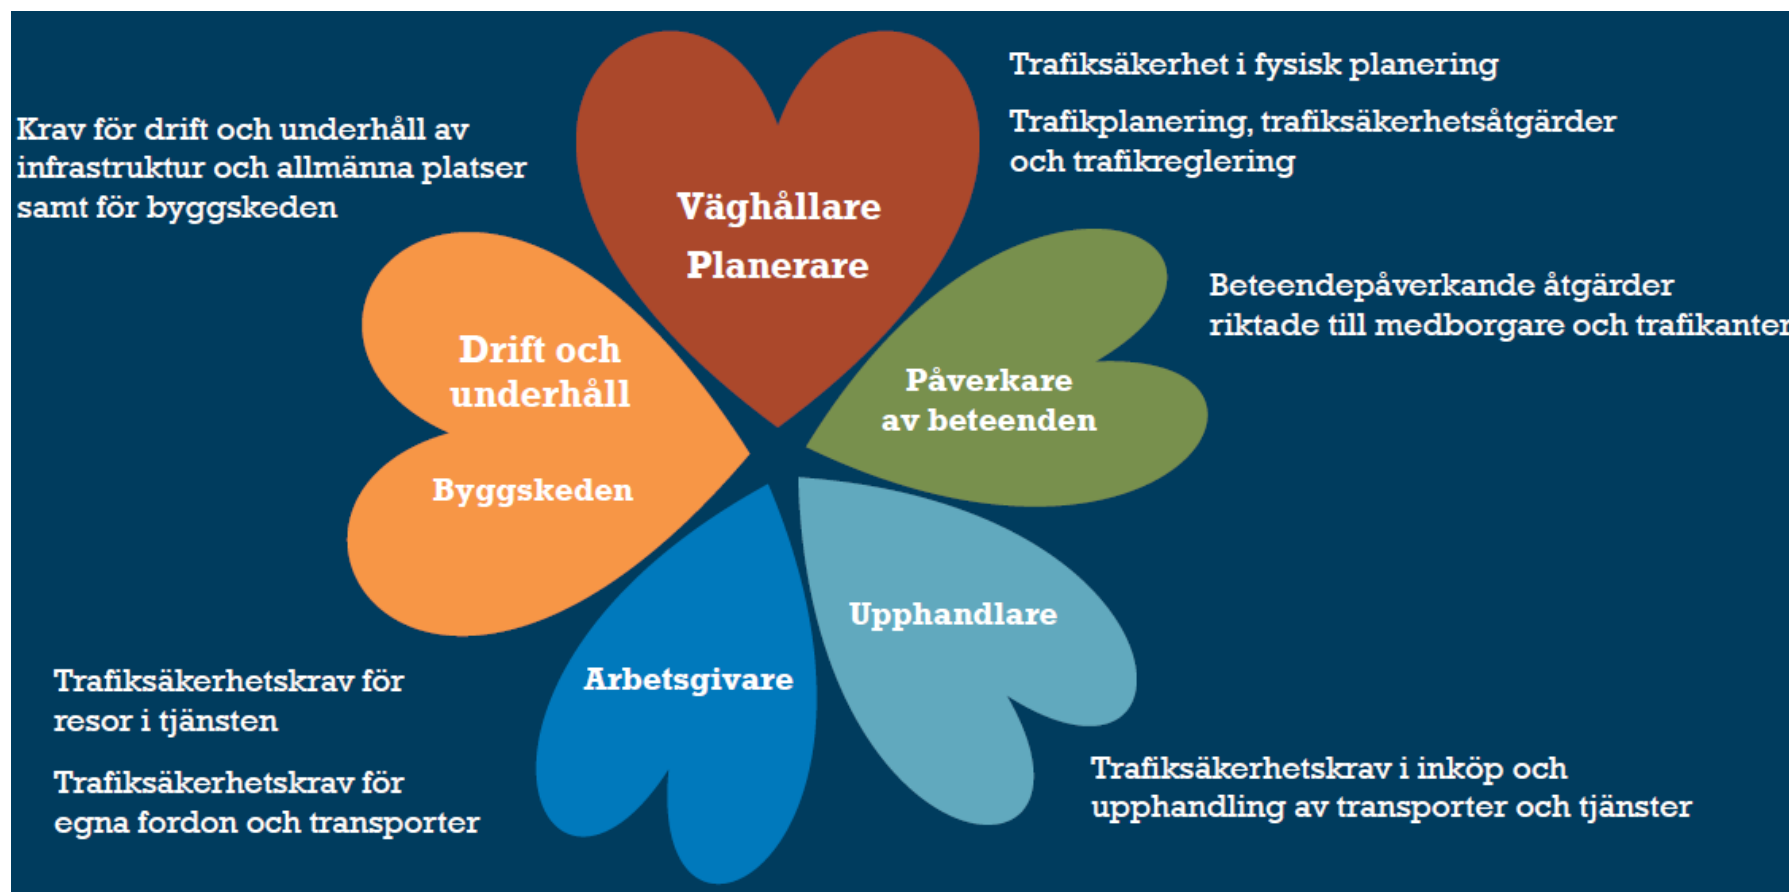 Trafiksäkerhet i fysisk planering
Trafikplanering, trafiksäkerhetsåtgärder
och trafikreglering
Krav för drift och underhåll av
infrastruktur och allmänna platser
samt för byggskeden
Väghållare
Planerare
Beteendepåverkande åtgärder
riktade till medborgare och trafikanter
Drift och
underhåll
Byggskeden
Påverkare
av beteenden
Upphandlare
Arbetsgivare
Trafiksäkerhetskrav för
resor i tjänsten
Trafiksäkerhetskrav för
egna fordon och transporter
Trafiksäkerhetskrav i inköp och
upphandling av transporter och tjänster